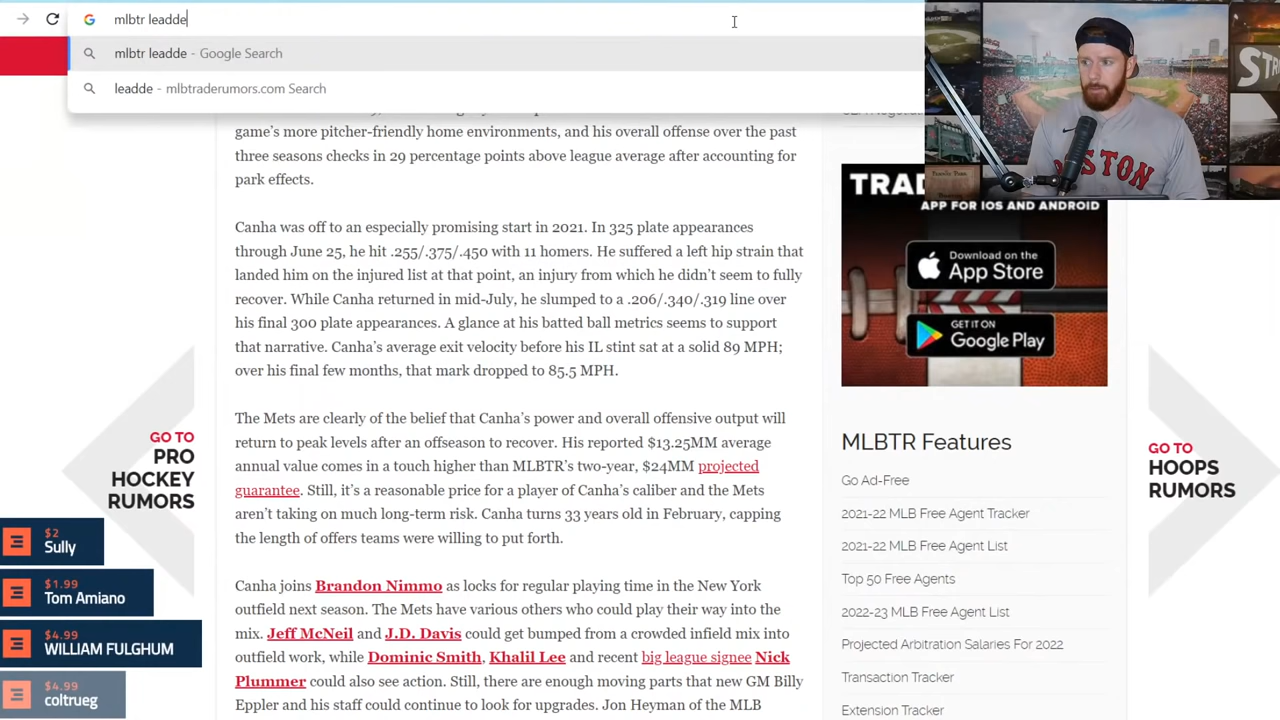 mlbtr leadde
mlbtr leadde - Google Search
leadde - mlbtraderumors.com Search
game's more pitcher-friendly home environments, and his overall offense over the past
three seasons checks in 29 percentage points above league average after accounting for
park effects.
Canha was off to an especially promising start in 2021. In 325 plate appearances
through June 25, he hit .255/.375/.450 with 11 homers. He suffered a left hip strain that
landed him on the injured list at that point, an injury from which he didn't seem to fully
recover. While Canha returned in mid-July, he slumped to a .206/.340/.319 line over
his final 300 plate appearances. A glance at his batted ball metrics seems to support
that narrative. Canha's average exit velocity before his IL stint sat at a solid 89 MPH;
over his final few months, that mark dropped to 85.5 MPH.
The Mets are clearly of the belief that Canha's power and overall offensive output will
return to peak levels after an offseason to recover. His reported $13.25MM average
annual value comes in a touch higher than MLBTR's two-year, $24MM projected
guarantee. Still, it's a reasonable price for a player of Canha's caliber and the Mets
aren't taking on much long-term risk. Canha turns 33 years old in February, capping
the length of offers teams were willing to put forth.
Canha joins Brandon Nimmo as locks for regular playing time in the New York
outfield next season. The Mets have various others who could play their way into the
mix. Jeff McNeil and J.D. Davis could get bumped from a crowded infield mix into
outfield work, while Dominic Smith, Khalil Lee and recent big league signee Nick
Plummer could also see action. Still, there are enough moving parts that new GM Billy
Eppler and his staff could continue to look for upgrades. Jon Heyman of the MLB
GO TO
PRO
HOCKEY
RUMORS
$2
Sully
$1.99
Tom Amiano
$4.99
WILLIAM FULGHUM
$4.99
coltrueg
TRAD
APP FOR IOS AND ANDROID
Download on the
App Store
GET IT ON
Google Play
MLBTR Features
Go Ad-Free
2021-22 MLB Free Agent Tracker
2021-22 MLB Free Agent List
Top 50 Free Agents
2022-23 MLB Free Agent List
Projected Arbitration Salaries For 2022
Transaction Tracker
Extension Tracker
GO TO
HOOPS
RUMORS
BOSTON
STR